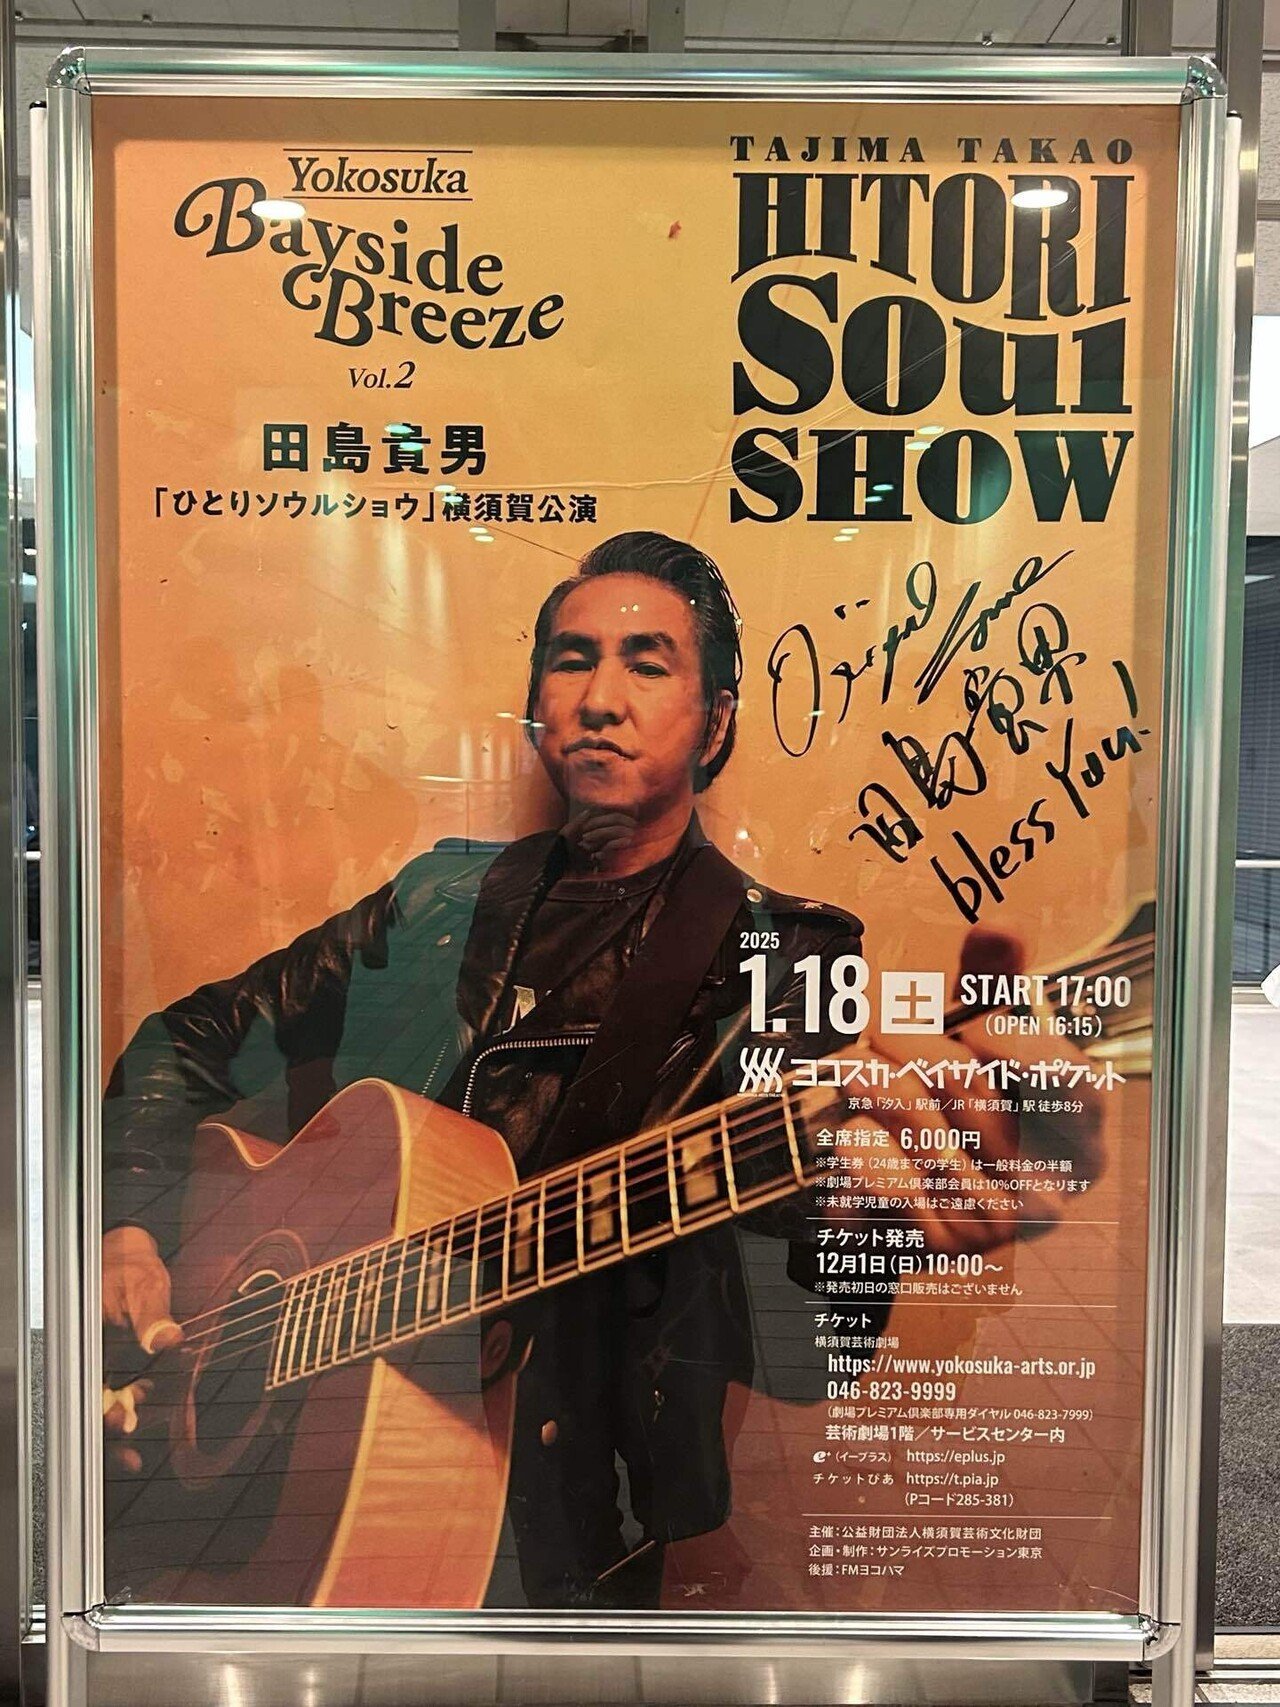 Yokosuka
Bayside
Breeze
Vol.2
田島貴男
「ひとりソウルショウ」横須賀公演
TAJIMA TAKAO
HITORI
Soul
SHOW
Original Love
田島貴男
bless You!
2025
1.18 土 START 17:00
(OPEN 16:15)
ヨコスカ・ベイサイド・ポケット
京急「汐入」駅前／JR「横須賀」駅 徒歩8分
全席指定 6,000円
※学生券（24歳までの学生）は一般料金の半額
※劇場プレミアム倶楽部会員は10%OFFとなります
※未就学児童の入場はご遠慮ください
チケット発売
12月1日（日）10:00〜
※発売初日の窓口販売はございません
チケット
横須賀芸術劇場
https://www.yokosuka-arts.or.jp
046-823-9999
（劇場プレミアム倶楽部専用ダイヤル 046-823-7999）
芸術劇場1階／サービスセンター内
e+（イープラス） https://eplus.jp
チケットぴあ https://t.pia.jp
（Pコード285-381）
主催：公益財団法人横須賀芸術文化財団
企画・制作：サンライズプロモーション東京
後援：FMヨコハマ